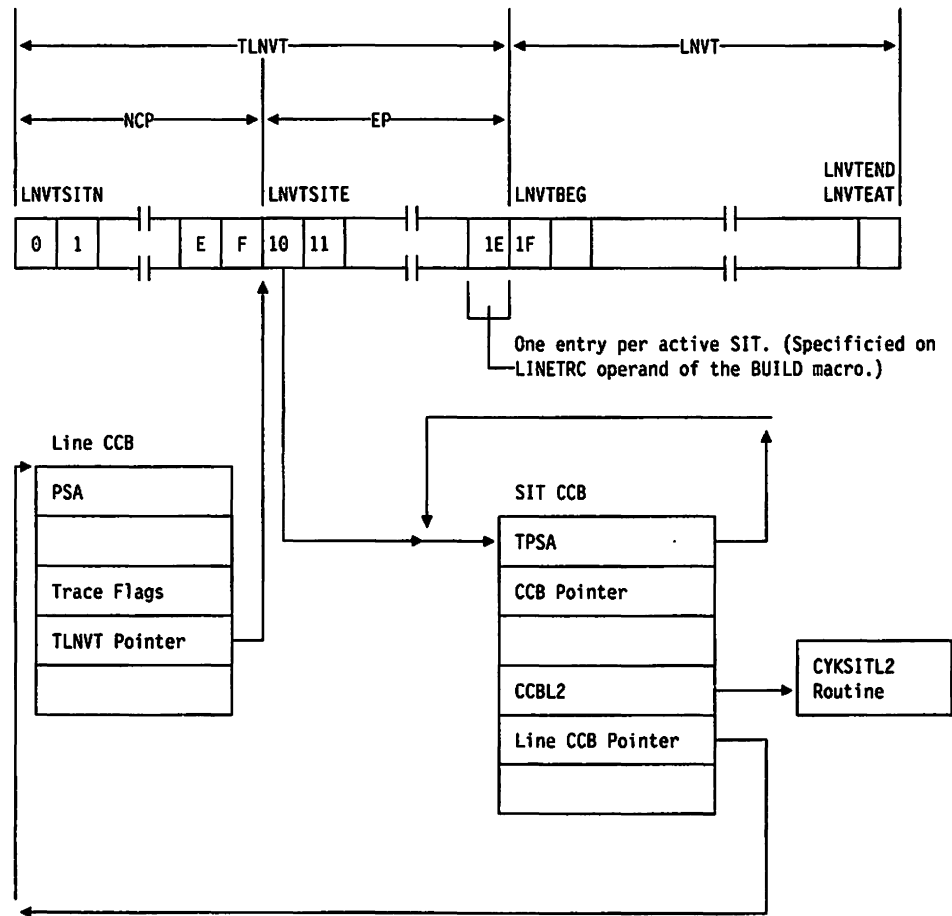 TLNVT
LNVT
NCP
EP
LNVTEND
LNVTSITN
LNVTSITE
LNVTBEG
LNVTEAT
0 1 E F 10 11 1E 1F
One entry per active SIT. (Specificied on
LINETRC operand of the BUILD macro.)
Line CCB
PSA
Trace Flags
TLNVT Pointer
SIT CCB
TPSA
CCB Pointer
CCBL2
Line CCB Pointer
CYKSITL2
Routine